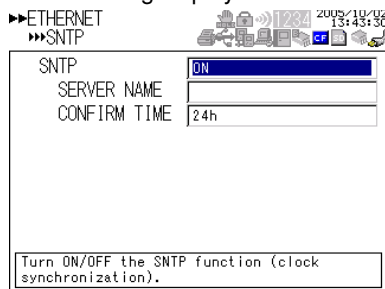 ▸▸ETHERNET
1234 2005/10/02
▸▸▸SNTP
13:43:30
CF SD
SNTP ON
SERVER NAME
CONFIRM TIME 24h
Turn ON/OFF the SNTP function (clock
synchronization).